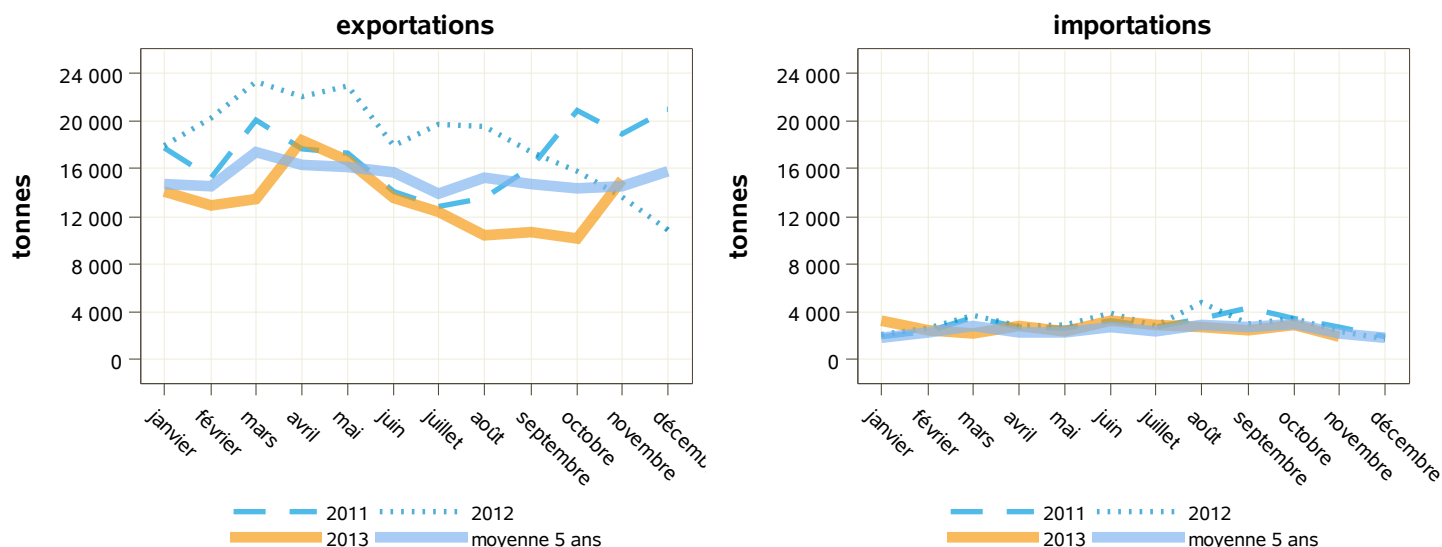 exportations
24 000
20 000
16 000
12 000
8 000
4 000
0
tonnes
janvier
février
mars
avril
mai
juin
juillet
août
septembre
octobre
novembre
décemb
2011
2012
2013
moyenne 5 ans
importations
24 000
20 000
16 000
12 000
8 000
4 000
0
tonnes
janvier
février
mars
avril
mai
juin
juillet
août
septembre
octobre
novembre
décembre
2011
2012
2013
moyenne 5 ans